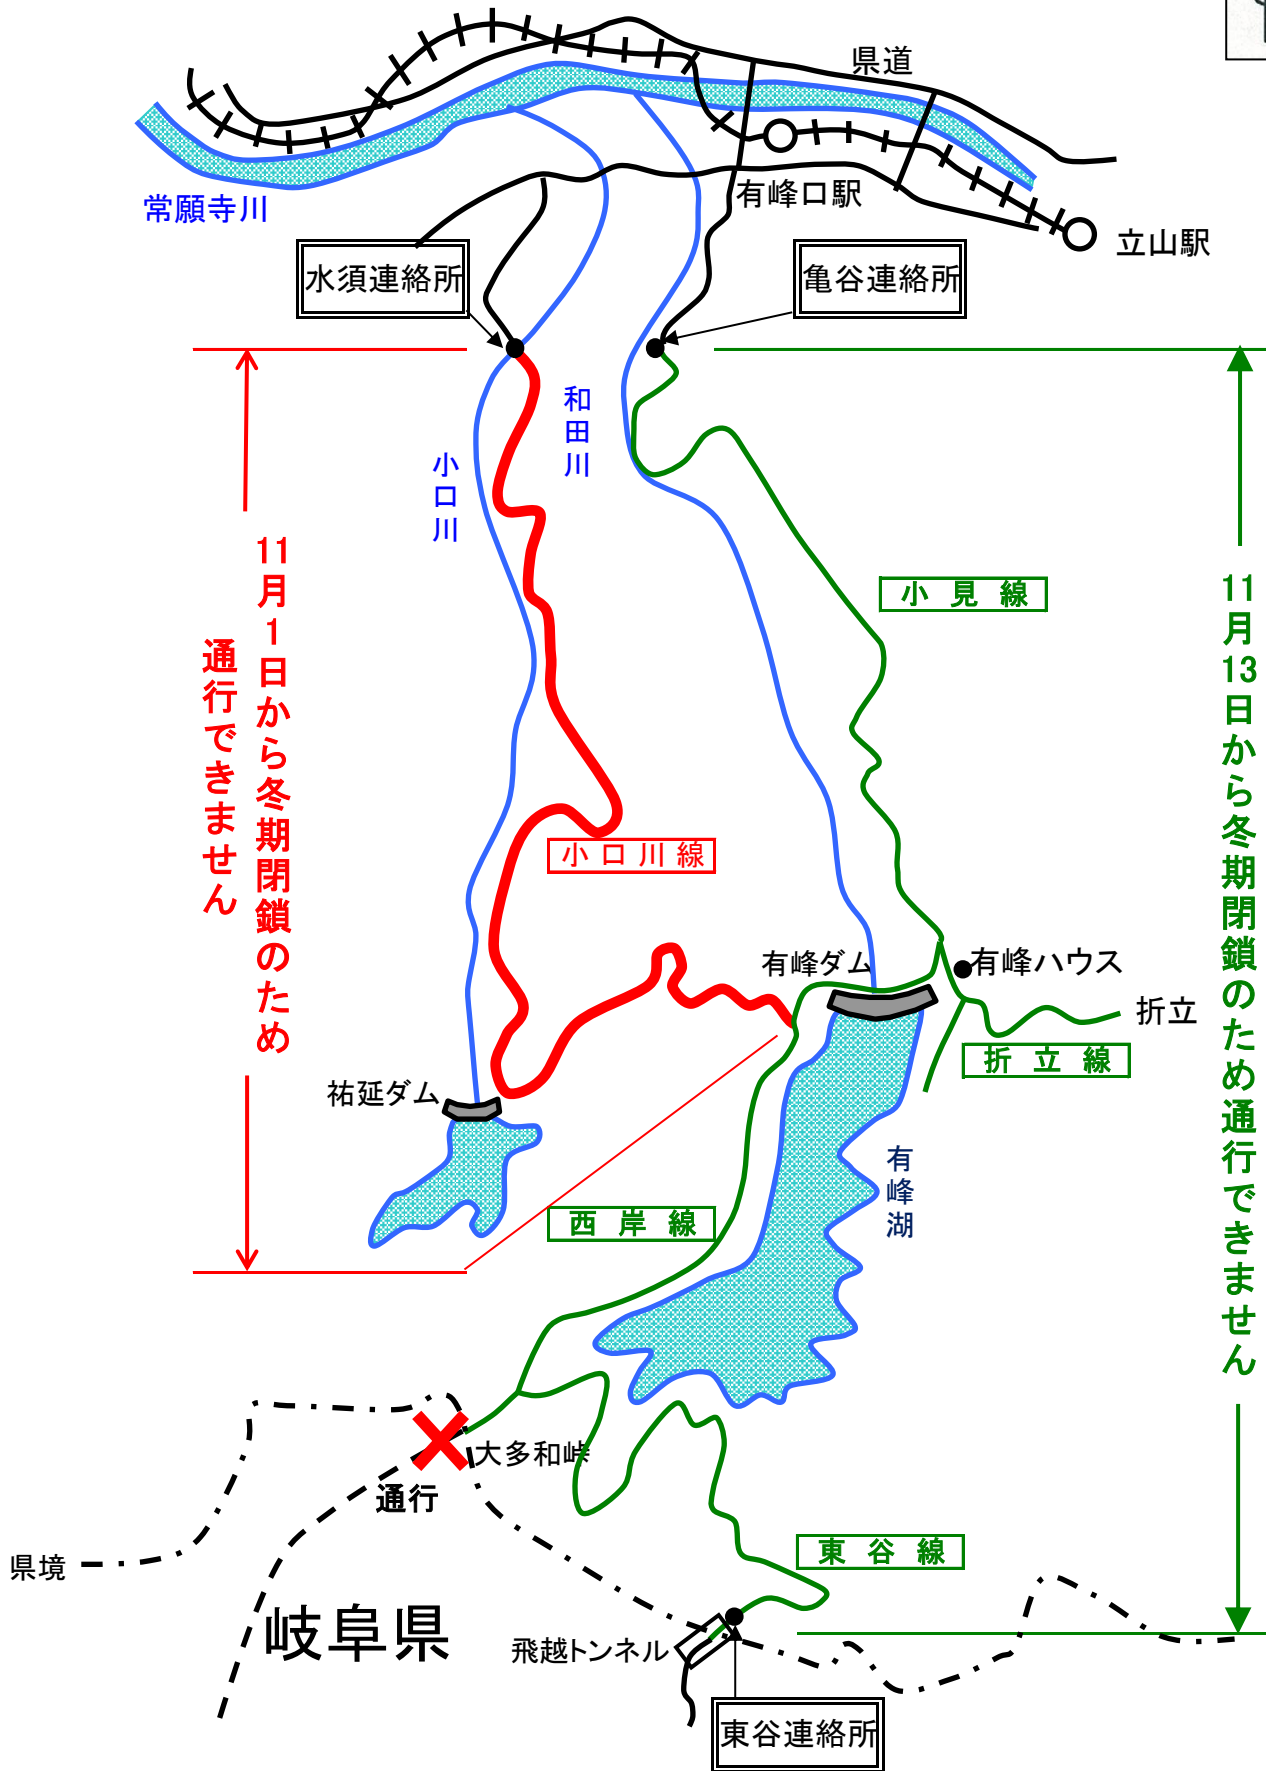 県道
有峰口駅
常願寺川
立山駅
水須連絡所
亀谷連絡所
和田川
小口川
11月1日から冬期閉鎖のため
通行できません
小見線
11月13日から冬期閉鎖のため通行できません
小口川線
有峰ダム
有峰ハウス
折立
折立線
祐延ダム
有峰湖
西岸線
大多和峠
通行
東谷線
県境
岐阜県
飛越トンネル
東谷連絡所